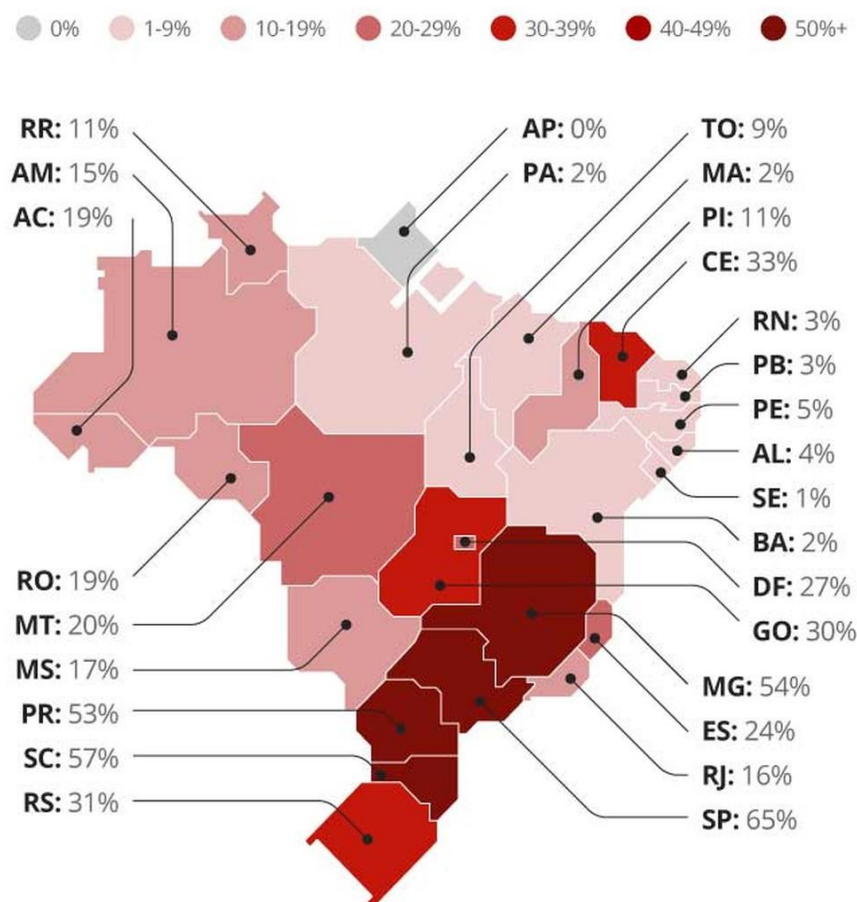 0% 1-9% 10-19% 20-29% 30-39% 40-49% 50%+
RR: 11%
AM: 15%
AC: 19%
AP: 0%
PA: 2%
TO: 9%
MA: 2%
PI: 11%
CE: 33%
RN: 3%
PB: 3%
PE: 5%
AL: 4%
SE: 1%
BA: 2%
DF: 27%
GO: 30%
RO: 19%
MT: 20%
MS: 17%
PR: 53%
SC: 57%
RS: 31%
MG: 54%
ES: 24%
RJ: 16%
SP: 65%